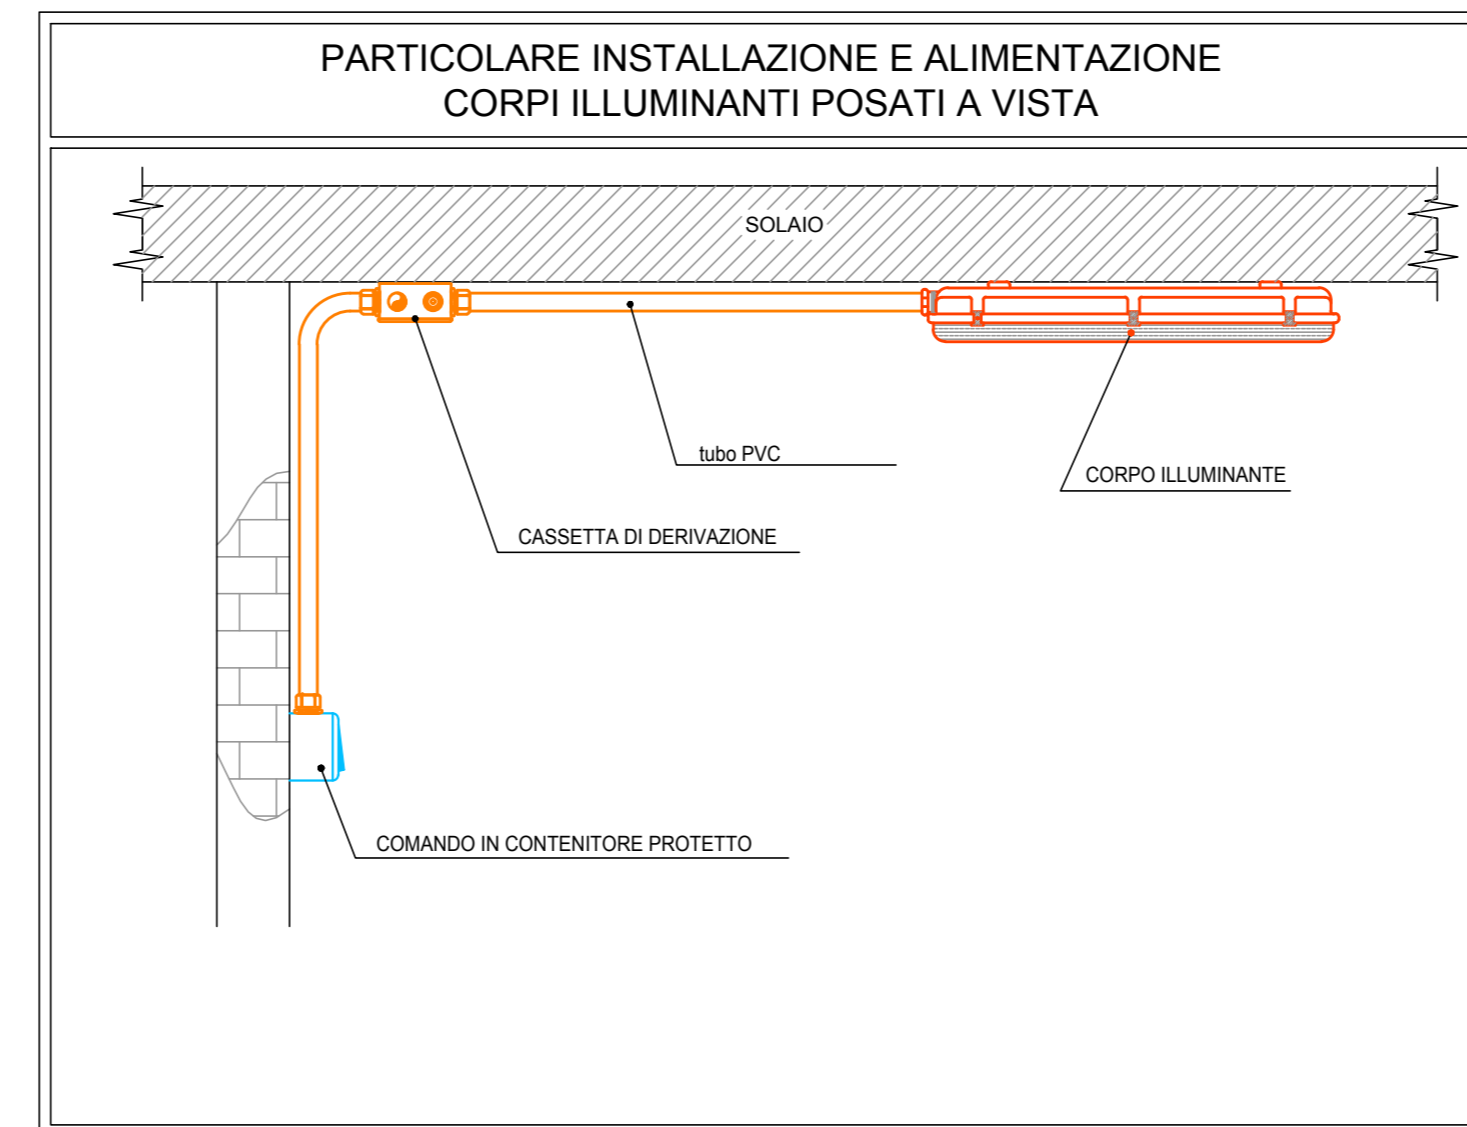 PARTICOLARE INSTALLAZIONE E ALIMENTAZIONE
CORPI ILLUMINANTI POSATI A VISTA
SOLAIO
tubo PVC
CORPO ILLUMINANTE
CASSETTA DI DERIVAZIONE
COMANDO IN CONTENITORE PROTETTO